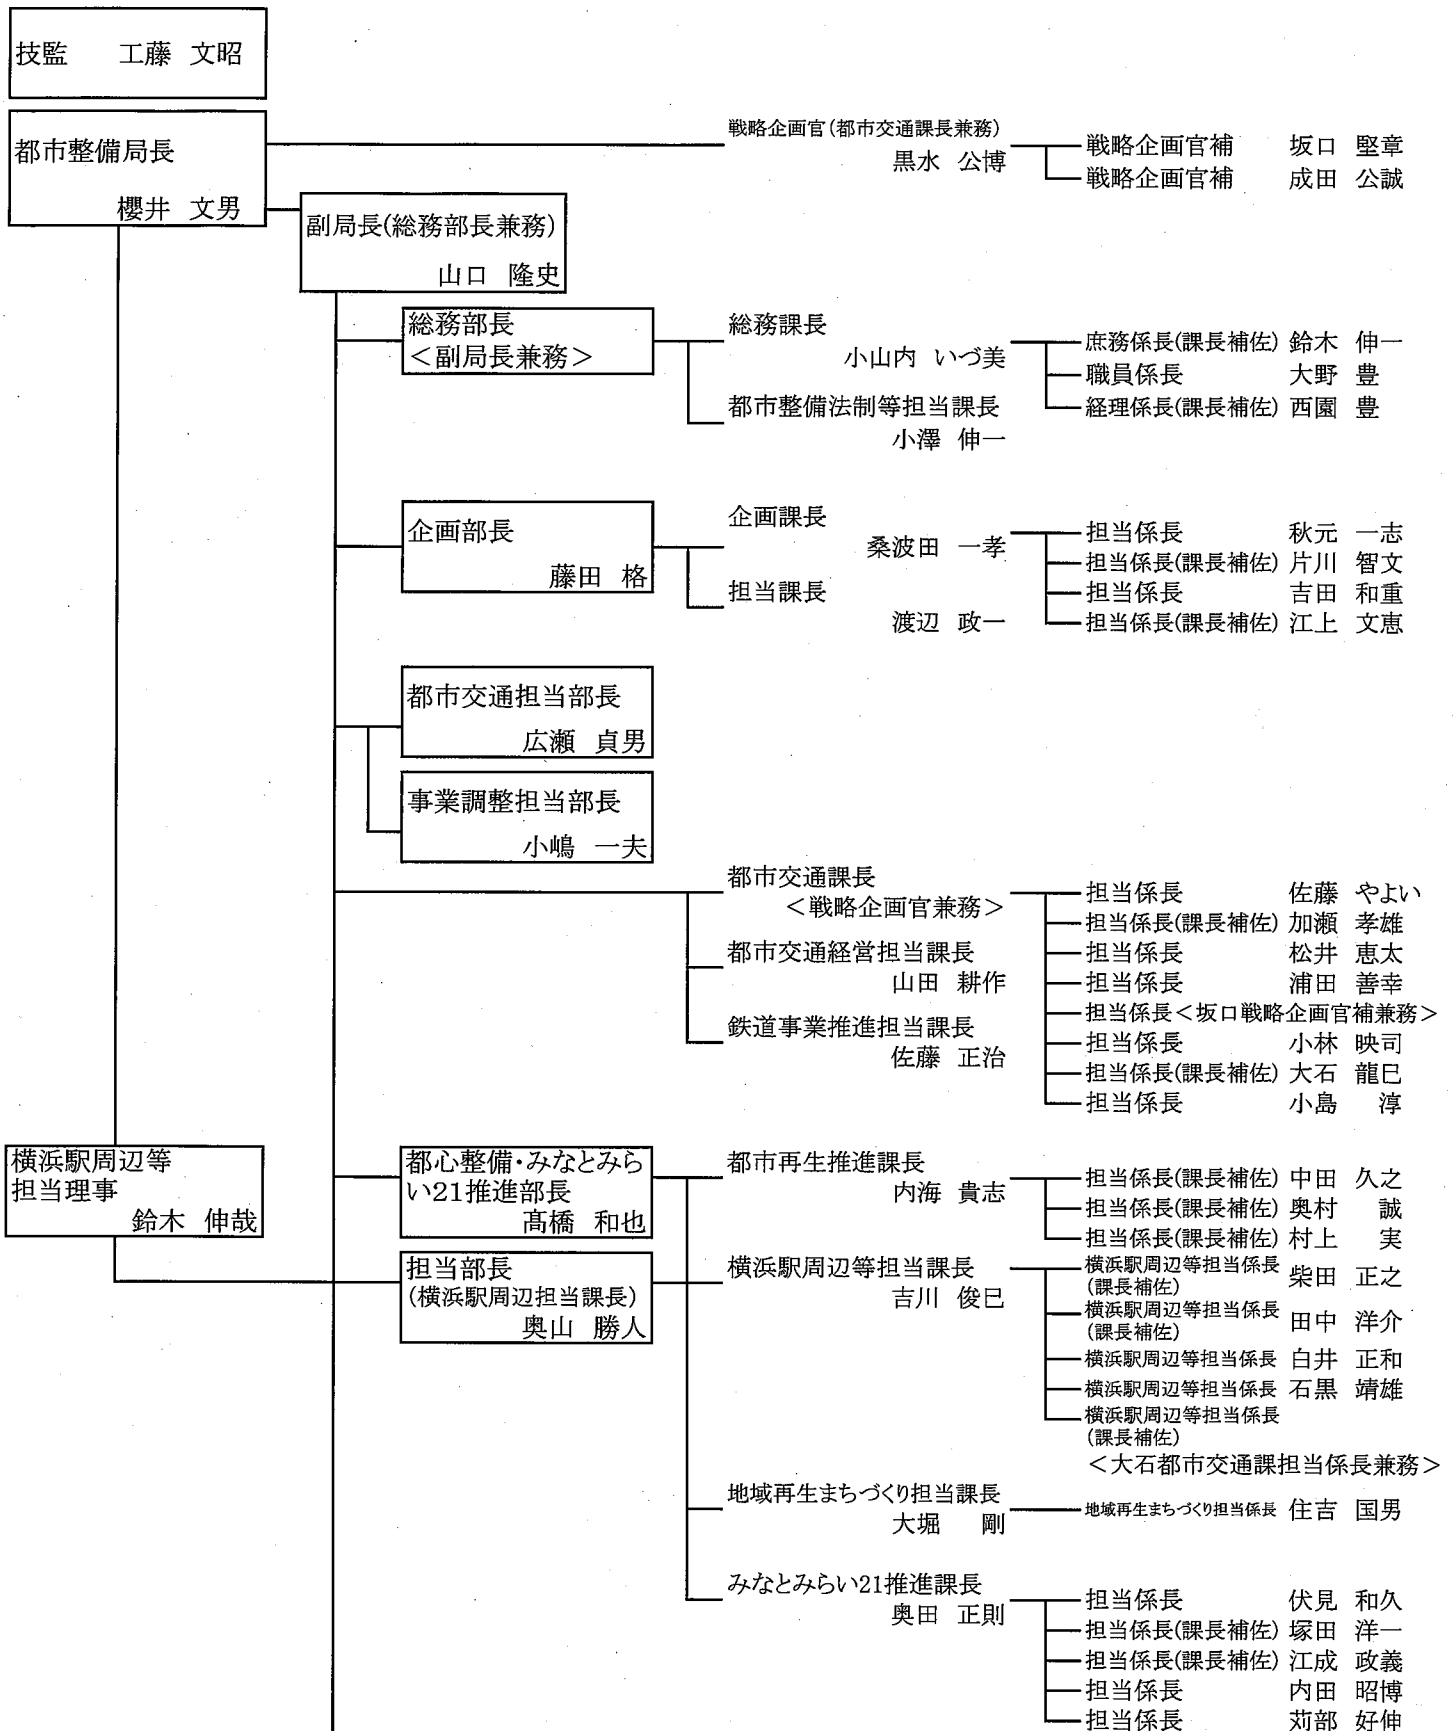 技監 工藤 文昭
都市整備局長
櫻井 文男
戦略企画官(都市交通課長兼務)
黒水 公博
戦略企画官補 坂口 堅章
戦略企画官補 成田 公誠
副局長(総務部長兼務)
山口 隆史
総務部長
<副局長兼務>
総務課長
小山内 いづ美
都市整備法制等担当課長
小澤 伸一
庶務係長(課長補佐) 鈴木 伸一
職員係長 大野 豊
経理係長(課長補佐) 西園 豊
企画部長
藤田 格
企画課長
桑波田 一孝
担当課長
渡辺 政一
担当係長 秋元 一志
担当係長(課長補佐) 片川 智文
担当係長 吉田 和重
担当係長(課長補佐) 江上 文恵
都市交通担当部長
広瀬 貞男
事業調整担当部長
小嶋 一夫
都市交通課長
<戦略企画官兼務>
都市交通経営担当課長
山田 耕作
鉄道事業推進担当課長
佐藤 正治
担当係長 佐藤 やよい
担当係長(課長補佐) 加瀬 孝雄
担当係長 松井 恵太
担当係長 浦田 善幸
担当係長<坂口戦略企画官補兼務>
担当係長 小林 映司
担当係長(課長補佐) 大石 龍巳
担当係長 小島 淳
横浜駅周辺等
担当理事
鈴木 伸哉
都心整備・みなとみら
い21推進部長
髙橋 和也
担当部長
(横浜駅周辺担当課長)
奥山 勝人
都市再生推進課長
内海 貴志
担当係長(課長補佐) 中田 久之
担当係長(課長補佐) 奥村 誠
担当係長(課長補佐) 村上 実
横浜駅周辺等担当課長
吉川 俊巳
横浜駅周辺等担当係長
(課長補佐) 柴田 正之
横浜駅周辺等担当係長
(課長補佐) 田中 洋介
横浜駅周辺等担当係長 白井 正和
横浜駅周辺等担当係長 石黒 靖雄
横浜駅周辺等担当係長
(課長補佐)
<大石都市交通課担当係長兼務>
地域再生まちづくり担当課長
大堀 剛
地域再生まちづくり担当係長 住吉 国男
みなとみらい21推進課長
奥田 正則
担当係長 伏見 和久
担当係長(課長補佐) 塚田 洋一
担当係長(課長補佐) 江成 政義
担当係長 内田 昭博
担当係長 苅部 好伸